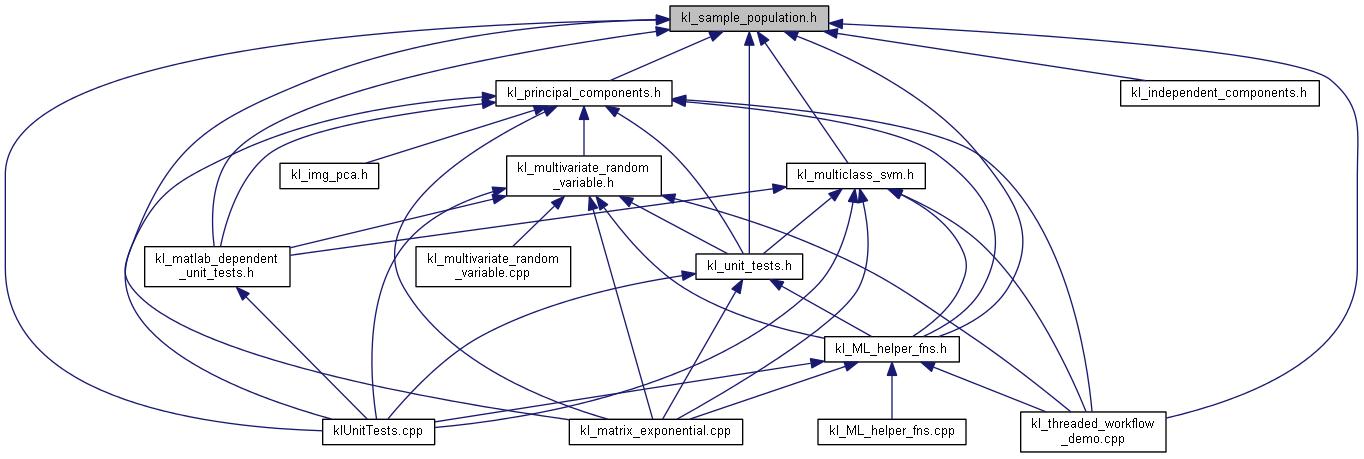 kl_sample_population.h
kl_principal_components.h
kl_independent_components.h
kl_img_pca.h
kl_multivariate_random
_variable.h
kl_multiclass_svm.h
kl_matlab_dependent
_unit_tests.h
kl_multivariate_random
_variable.cpp
kl_unit_tests.h
kl_ML_helper_fns.h
klUnitTests.cpp
kl_matrix_exponential.cpp
kl_ML_helper_fns.cpp
kl_threaded_workflow
_demo.cpp